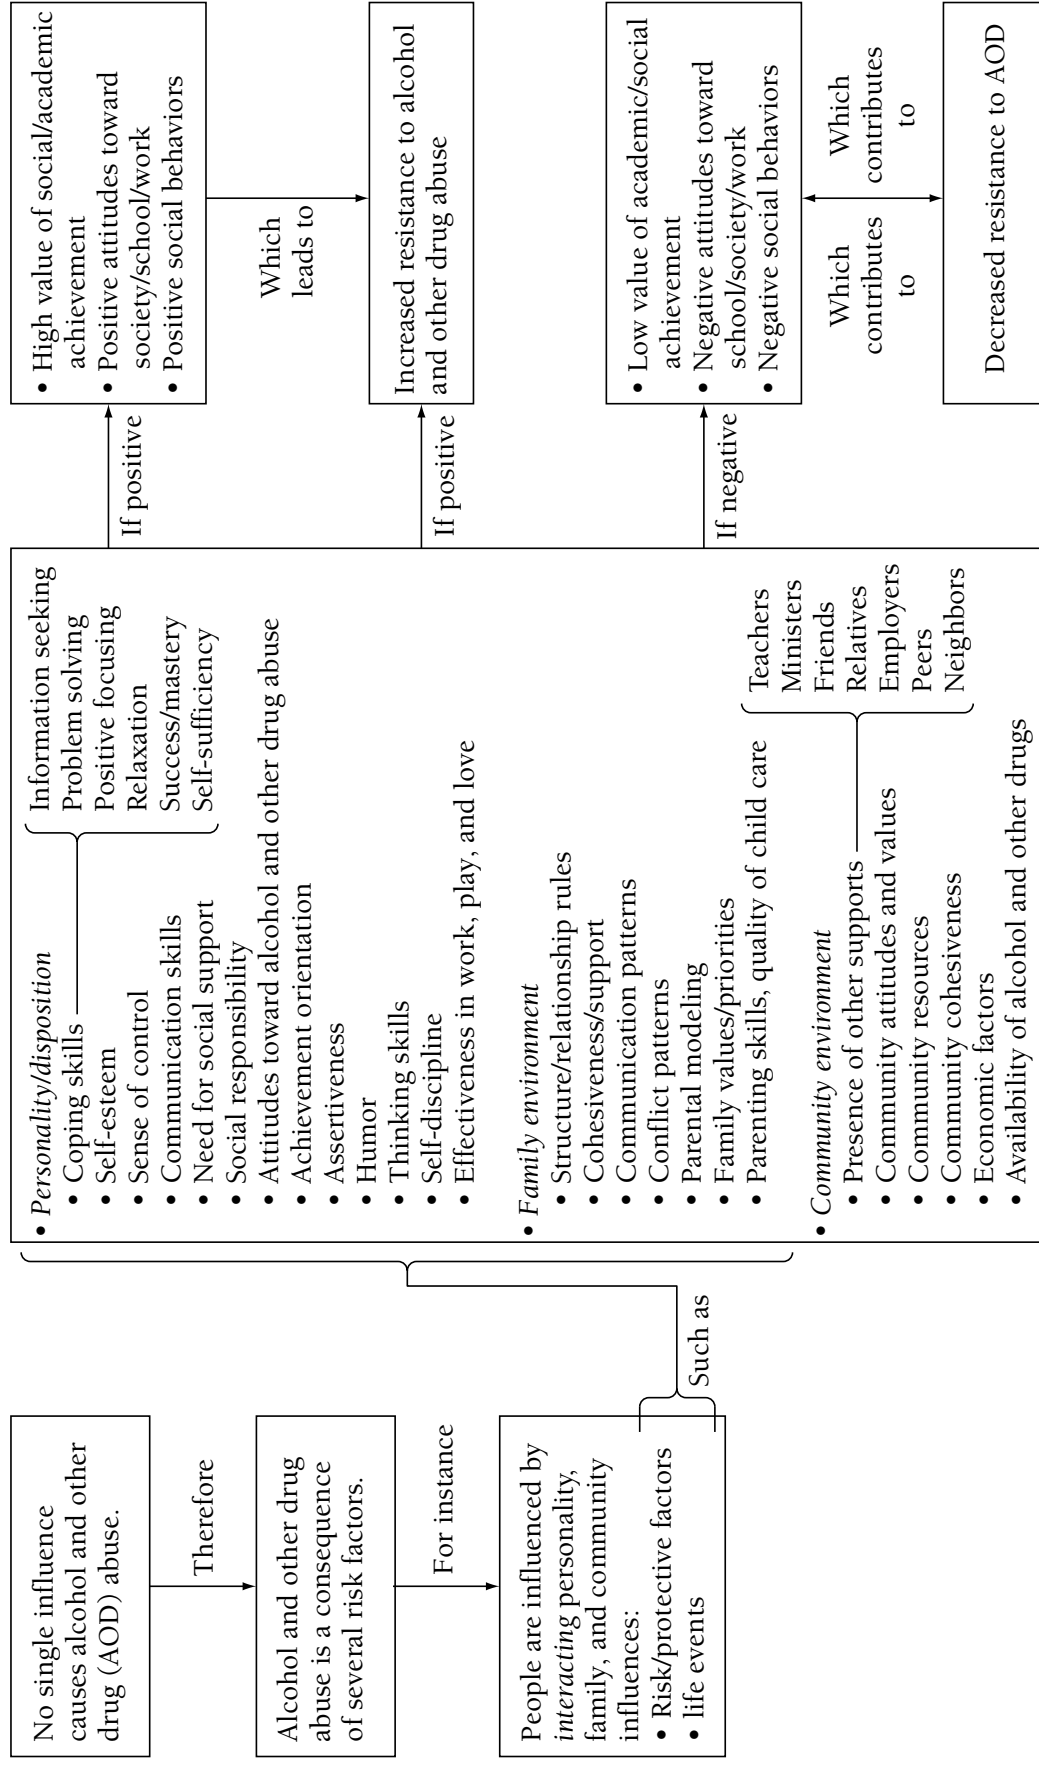 No single influence
causes alcohol and other
drug (AOD) abuse.
Therefore
Alcohol and other drug
abuse is a consequence
of several risk factors.
For instance
People are influenced by
interacting personality,
family, and community
influences:
• Risk/protective factors
• life events
Such as
• Personality/disposition
• Coping skills
Information seeking
Problem solving
Positive focusing
Relaxation
Success/mastery
Self-sufficiency
• Self-esteem
• Sense of control
• Communication skills
• Need for social support
• Social responsibility
• Attitudes toward alcohol and other drug abuse
• Achievement orientation
• Assertiveness
• Humor
• Thinking skills
• Self-discipline
• Effectiveness in work, play, and love
• Family environment
• Structure/relationship rules
• Cohesiveness/support
• Communication patterns
• Conflict patterns
• Parental modeling
• Family values/priorities
• Parenting skills, quality of child care
• Community environment
• Presence of other supports
Teachers
Ministers
Friends
Relatives
Employers
Peers
Neighbors
• Community attitudes and values
• Community resources
• Community cohesiveness
• Economic factors
• Availability of alcohol and other drugs
If positive
• High value of social/academic
achievement
• Positive attitudes toward
society/school/work
• Positive social behaviors
Which
leads to
If positive
Increased resistance to alcohol
and other drug abuse
If negative
• Low value of academic/social
achievement
• Negative attitudes toward
school/society/work
• Negative social behaviors
Which
contributes
to
Which
contributes
to
Decreased resistance to AOD